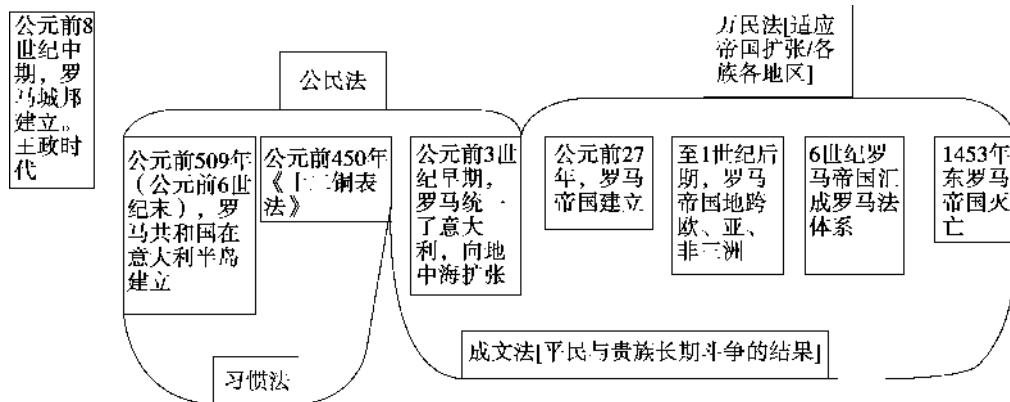 公元前8
世纪中
期，罗
马城邦
建立。
王政时
代
公民法
万民法[适应
帝国扩张/各
族各地区]
公元前509年
（公元前6世
纪末），罗
马共和国在
意大利半岛
建立
公元前450年
《十二铜表
法》
公元前3世
纪早期，
罗马统一
了意大
利，向地
中海扩张
公元前27
年，罗马
帝国建立
至1世纪后
期，罗马
帝国地跨
欧、亚、
非三洲
6世纪罗
马帝国汇
成罗马法
体系
1453年
东罗马
帝国灭
亡
习惯法
成文法[平民与贵族长期斗争的结果]